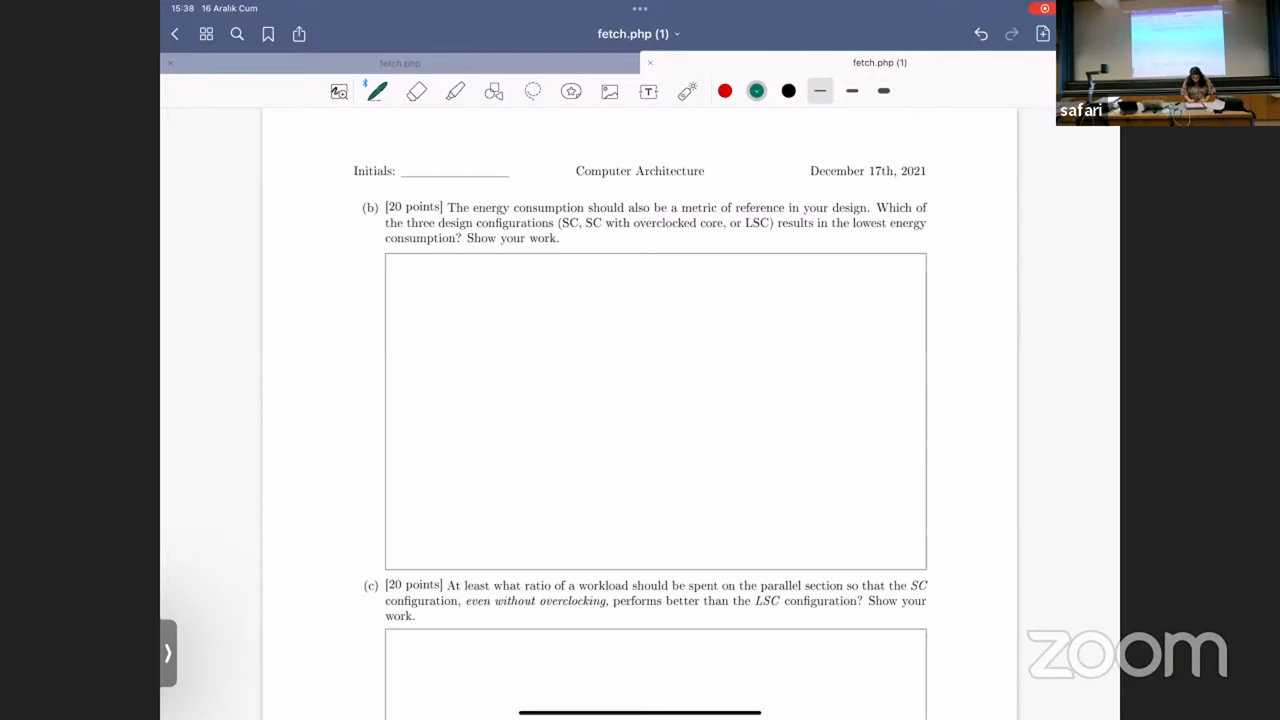 15:38 16 Aralık Cum
fetch.php (1)
fetch.php
fetch.php (1)
T
safari
Initials:
Computer Architecture
December 17th, 2021
(b) [20 points] The energy consumption should also be a metric of reference in your design. Which of
the three design configurations (SC, SC with overclocked core, or LSC) results in the lowest energy
consumption? Show your work.
(c) [20 points] At least what ratio of a workload should be spent on the parallel section so that the SC
configuration, even without overclocking, performs better than the LSC configuration? Show your
work.
zoom